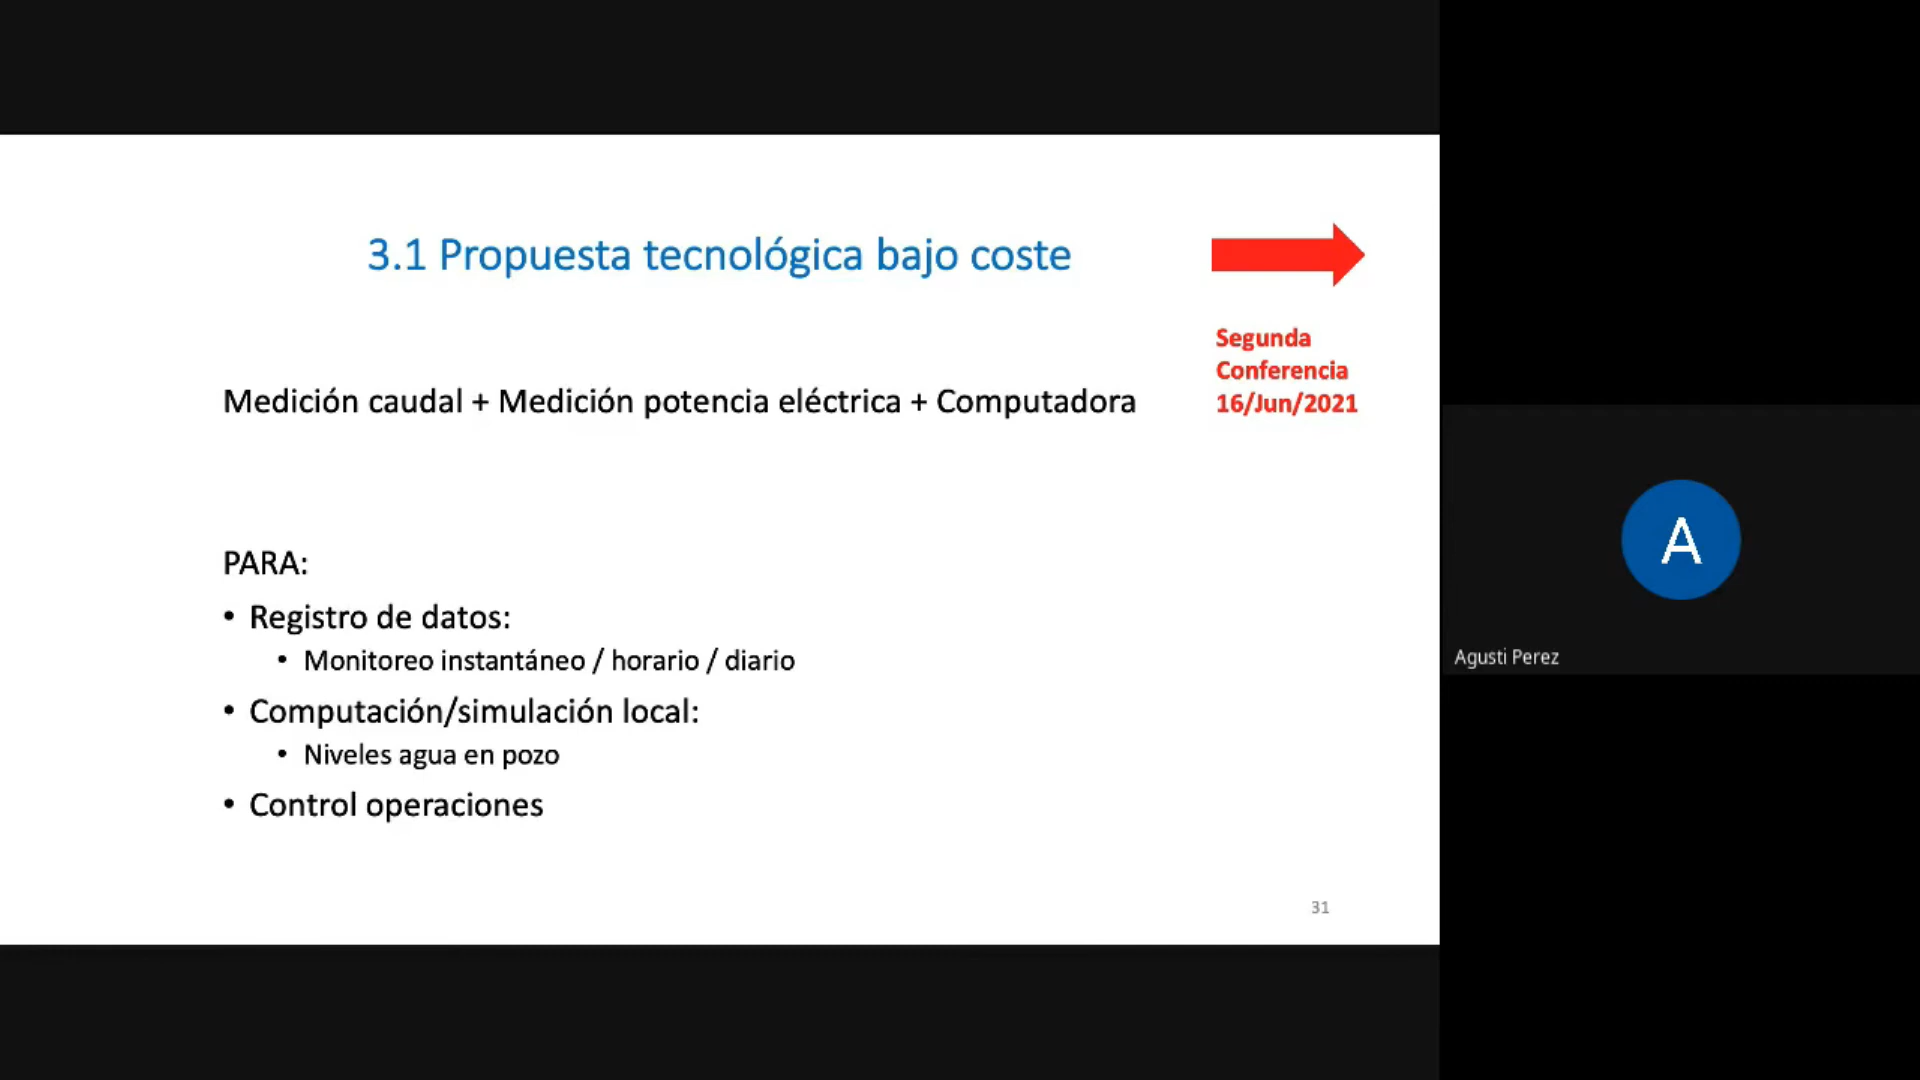 3.1 Propuesta tecnológica bajo coste
Segunda
Conferencia
16/Jun/2021
Medición caudal + Medición potencia eléctrica + Computadora
PARA:
• Registro de datos:
• Monitoreo instantáneo / horario / diario
• Computación/simulación local:
• Niveles agua en pozo
• Control operaciones
31
A
Agusti Perez